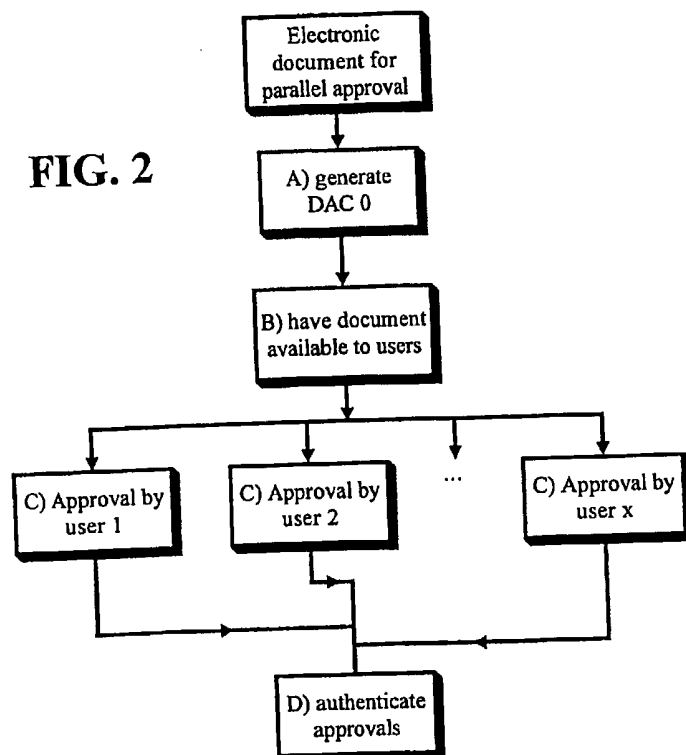 Electronic
document for
parallel approval
FIG. 2
A) generate
DAC 0
B) have document
available to users
C) Approval by
user 1
C) Approval by
user 2
...
C) Approval by
user x
D) authenticate
approvals